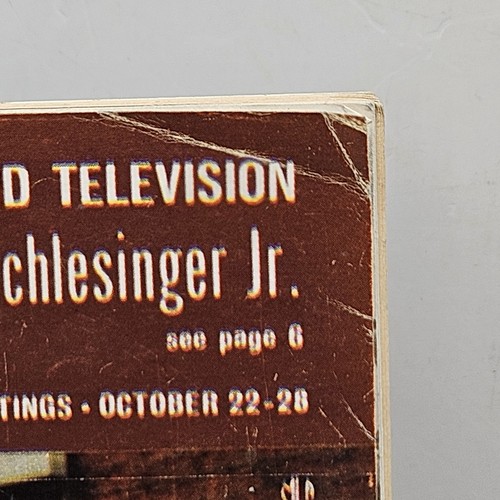 D TELEVISION
chlesinger Jr.
see page 6
TINGS • OCTOBER 22-28